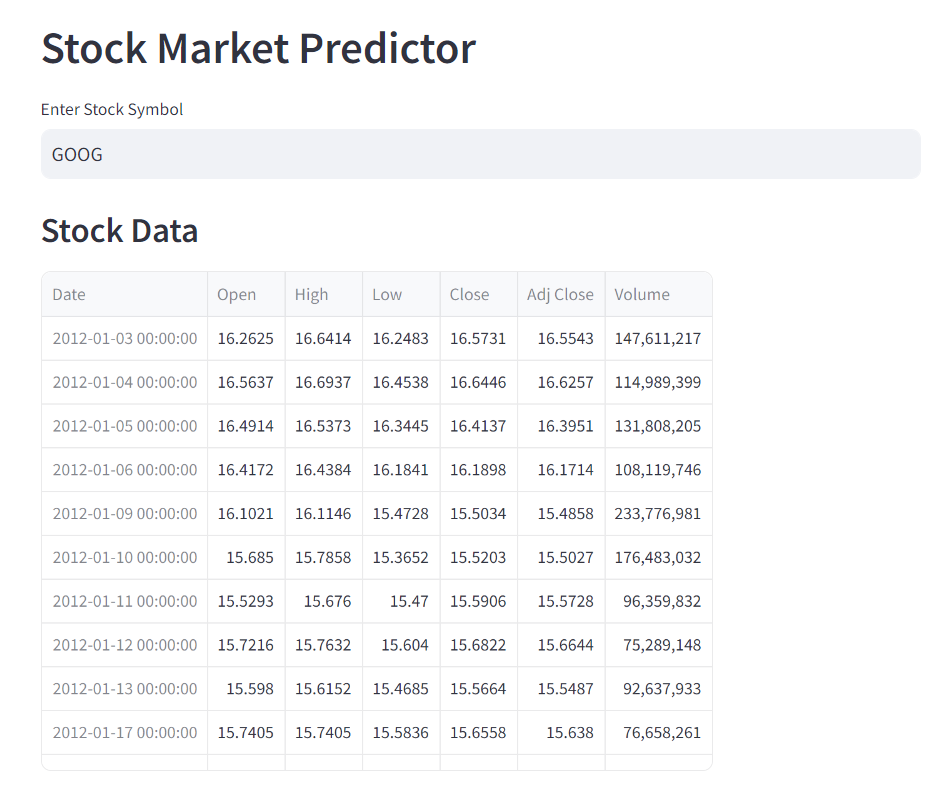 Stock Market Predictor
Enter Stock Symbol
GOOG
Stock Data
Date Open High Low Close Adj Close Volume
2012-01-03 00:00:00 16.2625 16.6414 16.2483 16.5731 16.5543 147,611,217
2012-01-04 00:00:00 16.5637 16.6937 16.4538 16.6446 16.6257 114,989,399
2012-01-05 00:00:00 16.4914 16.5373 16.3445 16.4137 16.3951 131,808,205
2012-01-06 00:00:00 16.4172 16.4384 16.1841 16.1898 16.1714 108,119,746
2012-01-09 00:00:00 16.1021 16.1146 15.4728 15.5034 15.4858 233,776,981
2012-01-10 00:00:00 15.685 15.7858 15.3652 15.5203 15.5027 176,483,032
2012-01-11 00:00:00 15.5293 15.676 15.47 15.5906 15.5728 96,359,832
2012-01-12 00:00:00 15.7216 15.7632 15.604 15.6822 15.6644 75,289,148
2012-01-13 00:00:00 15.598 15.6152 15.4685 15.5664 15.5487 92,637,933
2012-01-17 00:00:00 15.7405 15.7405 15.5836 15.6558 15.638 76,658,261